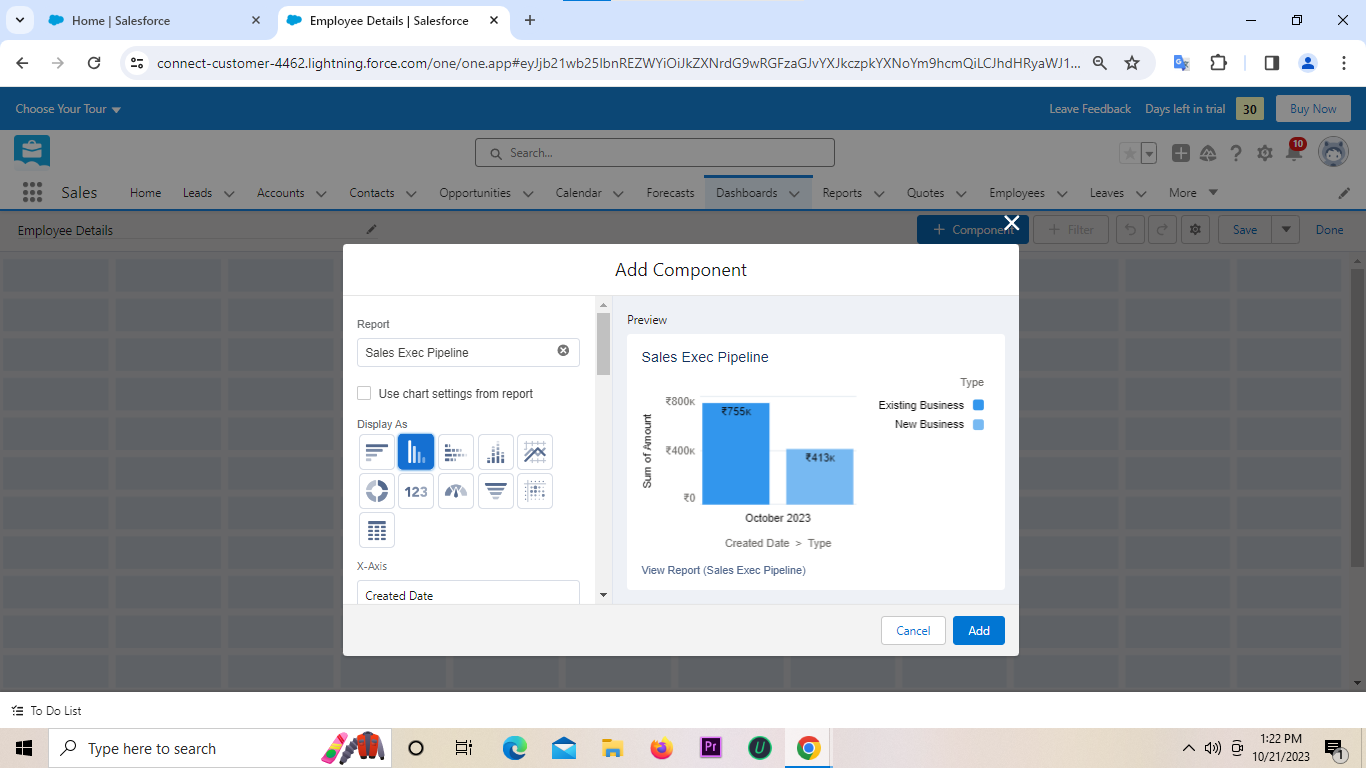 Home | Salesforce
Employee Details | Salesforce
connect-customer-4462.lightning.force.com/one/one.app#eyJjb21wb25lbnREZWYiOiJkZXNrdG9wRGFzaGJvYXJkczpkYXNoYm9hcmQiLCJhdHRyaWJ1...
Choose Your Tour
Leave Feedback
Days left in trial
30
Buy Now
Search...
10
Sales
Home
Leads
Accounts
Contacts
Opportunities
Calendar
Forecasts
Dashboards
Reports
Quotes
Employees
Leaves
More
Employee Details
+ Component
+ Filter
Save
Done
Add Component
Report
Sales Exec Pipeline
Use chart settings from report
Display As
123
X-Axis
Created Date
Preview
Sales Exec Pipeline
Type
Existing Business
New Business
₹800K
₹400K
₹0
Sum of Amount
₹755K
₹413K
October 2023
Created Date > Type
View Report (Sales Exec Pipeline)
Cancel
Add
To Do List
Type here to search
Pr
U
1:22 PM
10/21/2023
1